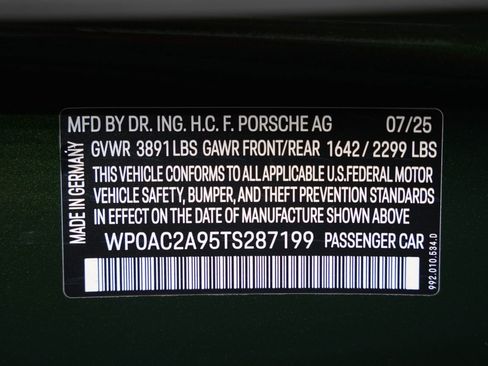 MFD BY DR. ING. H.C. F. PORSCHE AG 07/25
GVWR 3891 LBS GAWR FRONT/REAR 1642 / 2299 LBS
THIS VEHICLE CONFORMS TO ALL APPLICABLE U.S. FEDERAL MOTOR
VEHICLE SAFETY, BUMPER, AND THEFT PREVENTION STANDARDS
IN EFFECT ON THE DATE OF MANUFACTURE SHOWN ABOVE
WP0AC2A95TS287199 PASSENGER CAR
MADE IN GERMANY
992.010.534.D